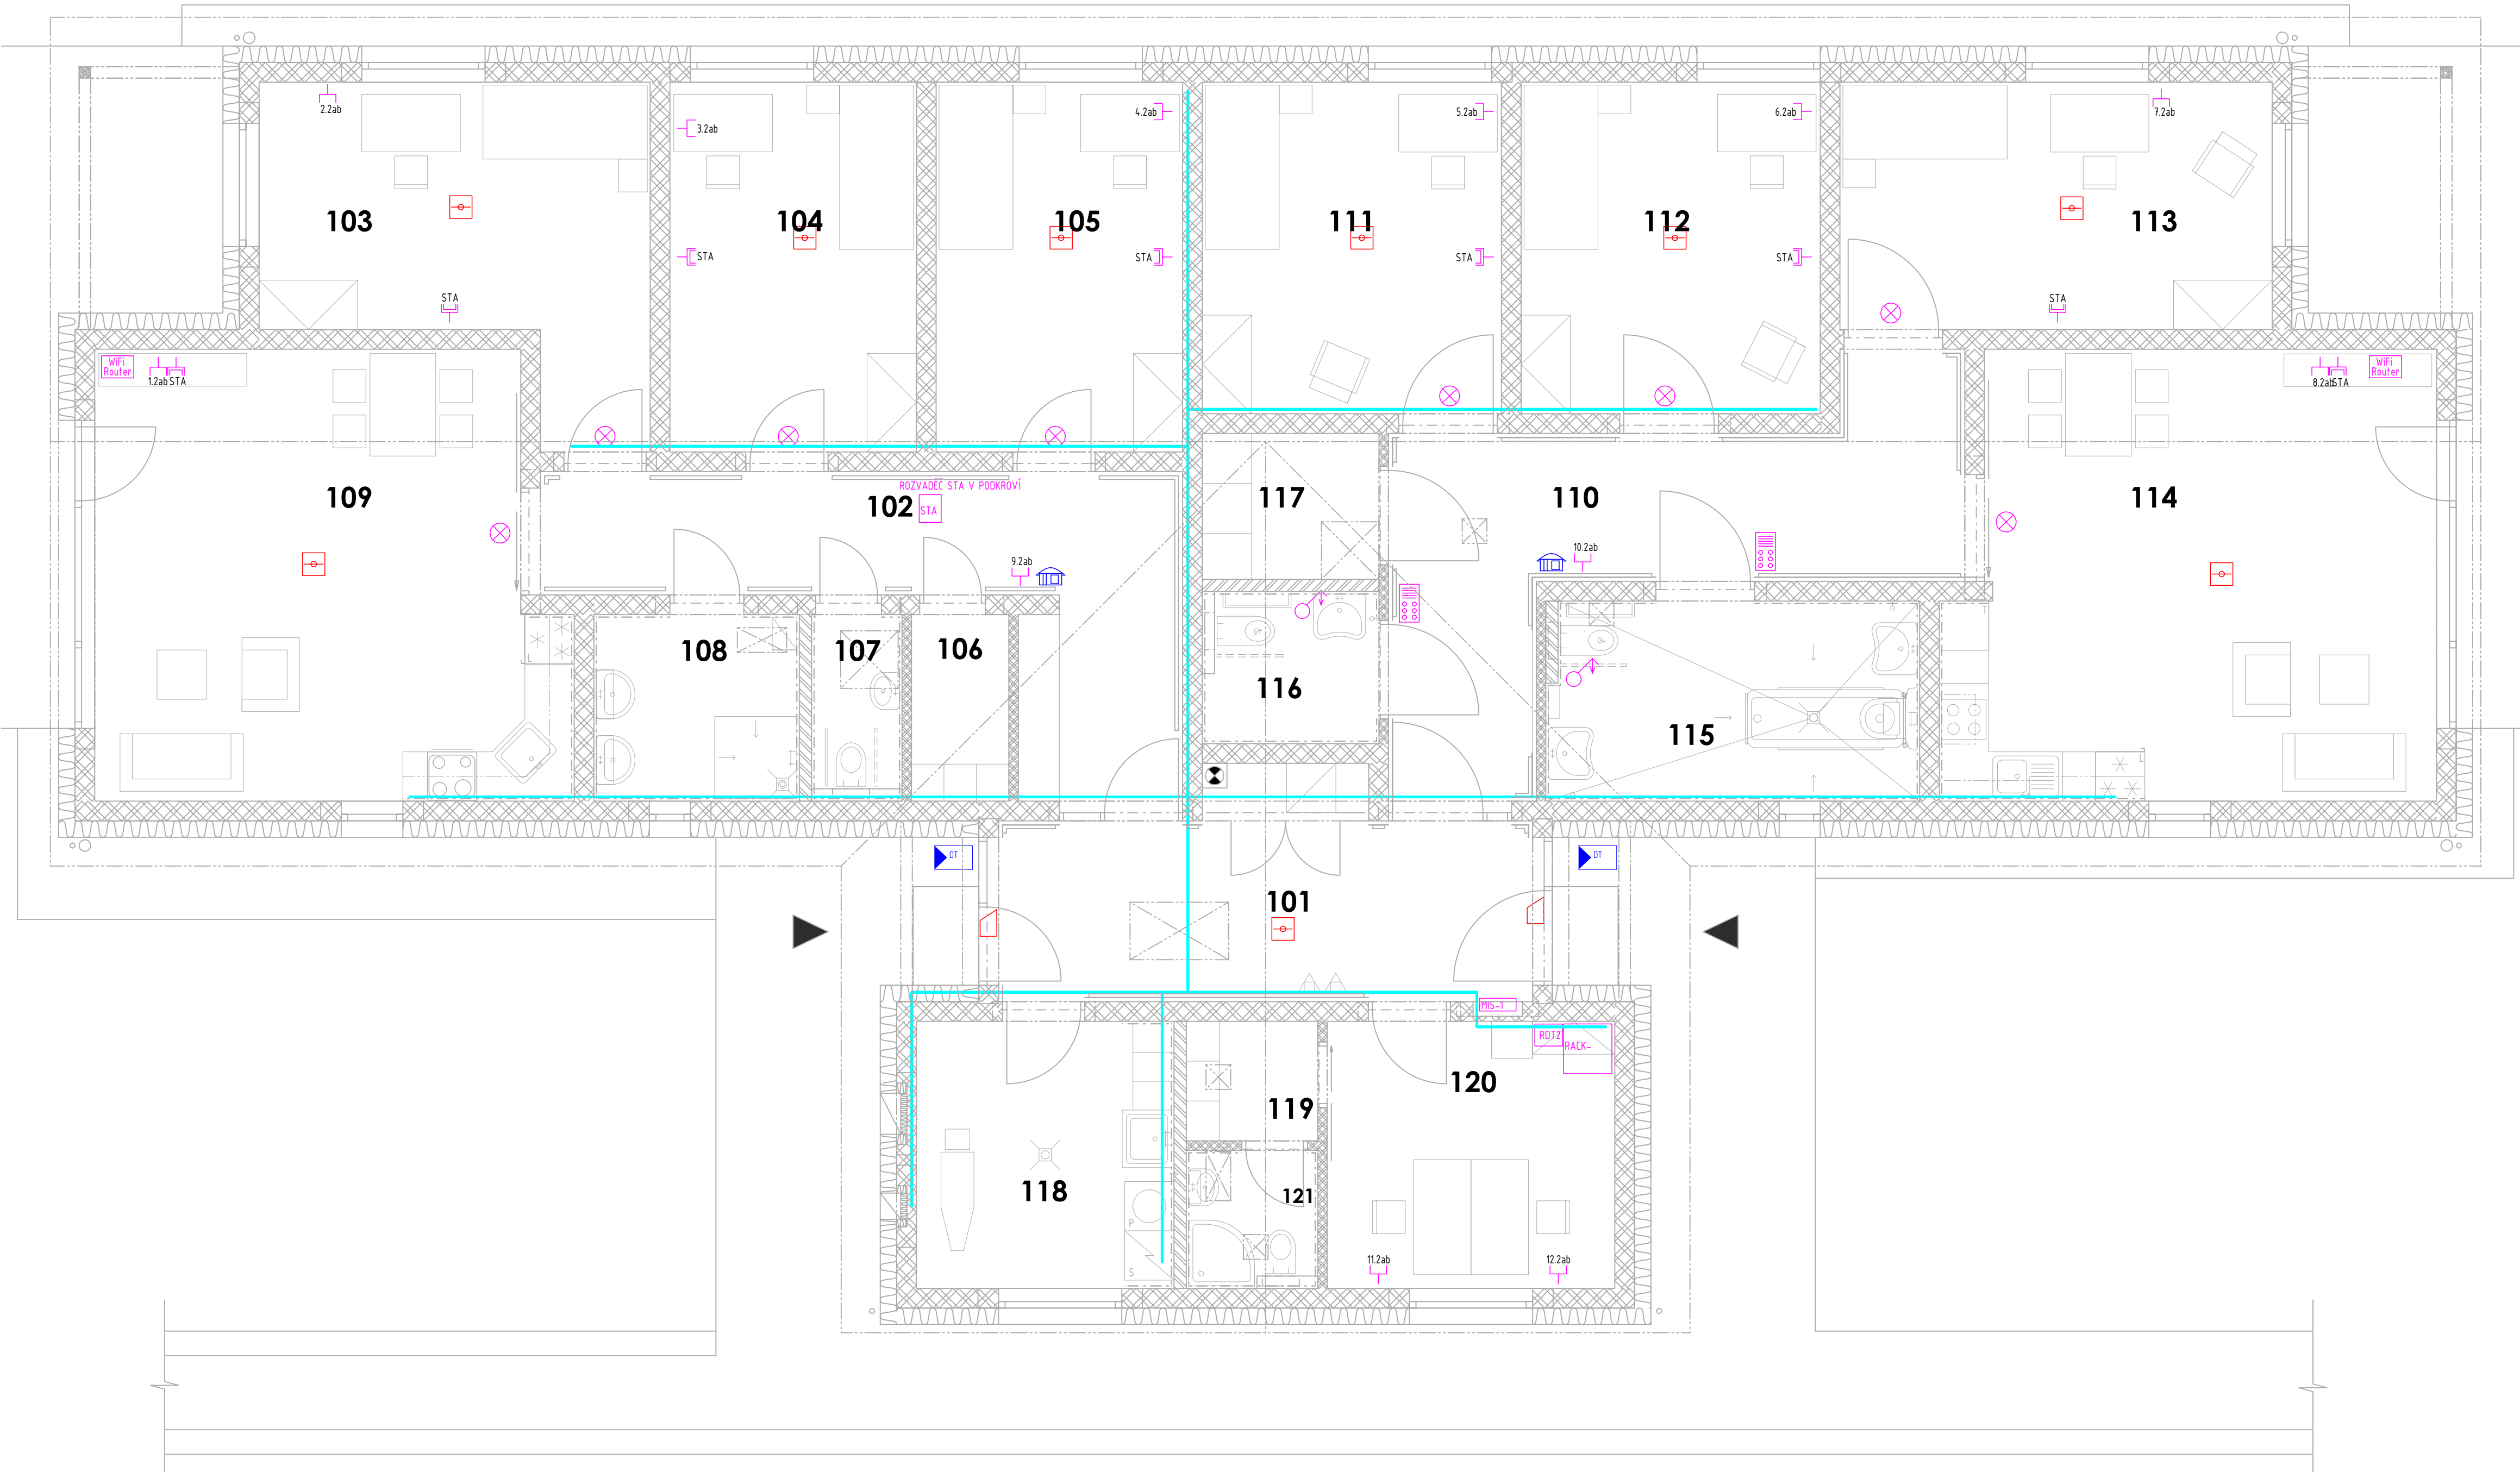 2.2ab
3.2ab
4.2ab
5.2ab
6.2ab
7.2ab
103
104
105
111
112
113
STA
STA
STA
STA
STA
STA
WiFi
Router
1.2ab STA
8.2ab STA
WiFi
Router
109
102
ROZVADĚČ STA V PODKROVÍ
STA
117
110
114
9.2ab
10.2ab
108
107
106
116
115
DT
DT
101
MIS-1
RDT2
RACK-
120
119
118
121
P
S
11.2ab
12.2ab